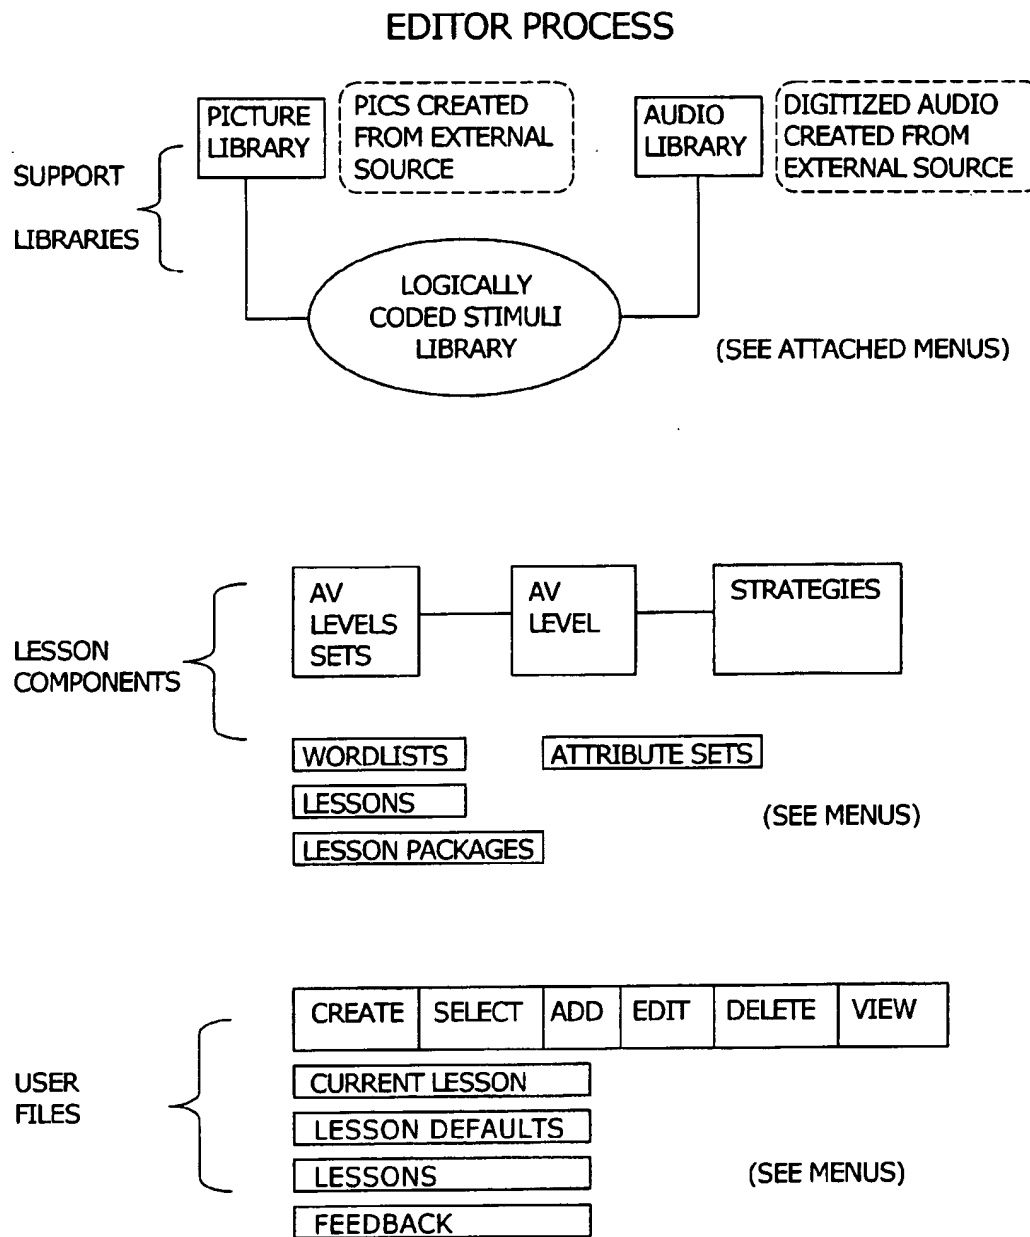 EDITOR PROCESS
PICTURE
LIBRARY
PICS CREATED
FROM EXTERNAL
SOURCE
AUDIO
LIBRARY
DIGITIZED AUDIO
CREATED FROM
EXTERNAL SOURCE
SUPPORT
LIBRARIES
LOGICALLY
CODED STIMULI
LIBRARY
(SEE ATTACHED MENUS)
LESSON
COMPONENTS
AV
LEVELS
SETS
AV
LEVEL
STRATEGIES
WORDLISTS
ATTRIBUTE SETS
LESSONS
LESSON PACKAGES
(SEE MENUS)
USER
FILES
CREATE
SELECT
ADD
EDIT
DELETE
VIEW
CURRENT LESSON
LESSON DEFAULTS
LESSONS
FEEDBACK
(SEE MENUS)